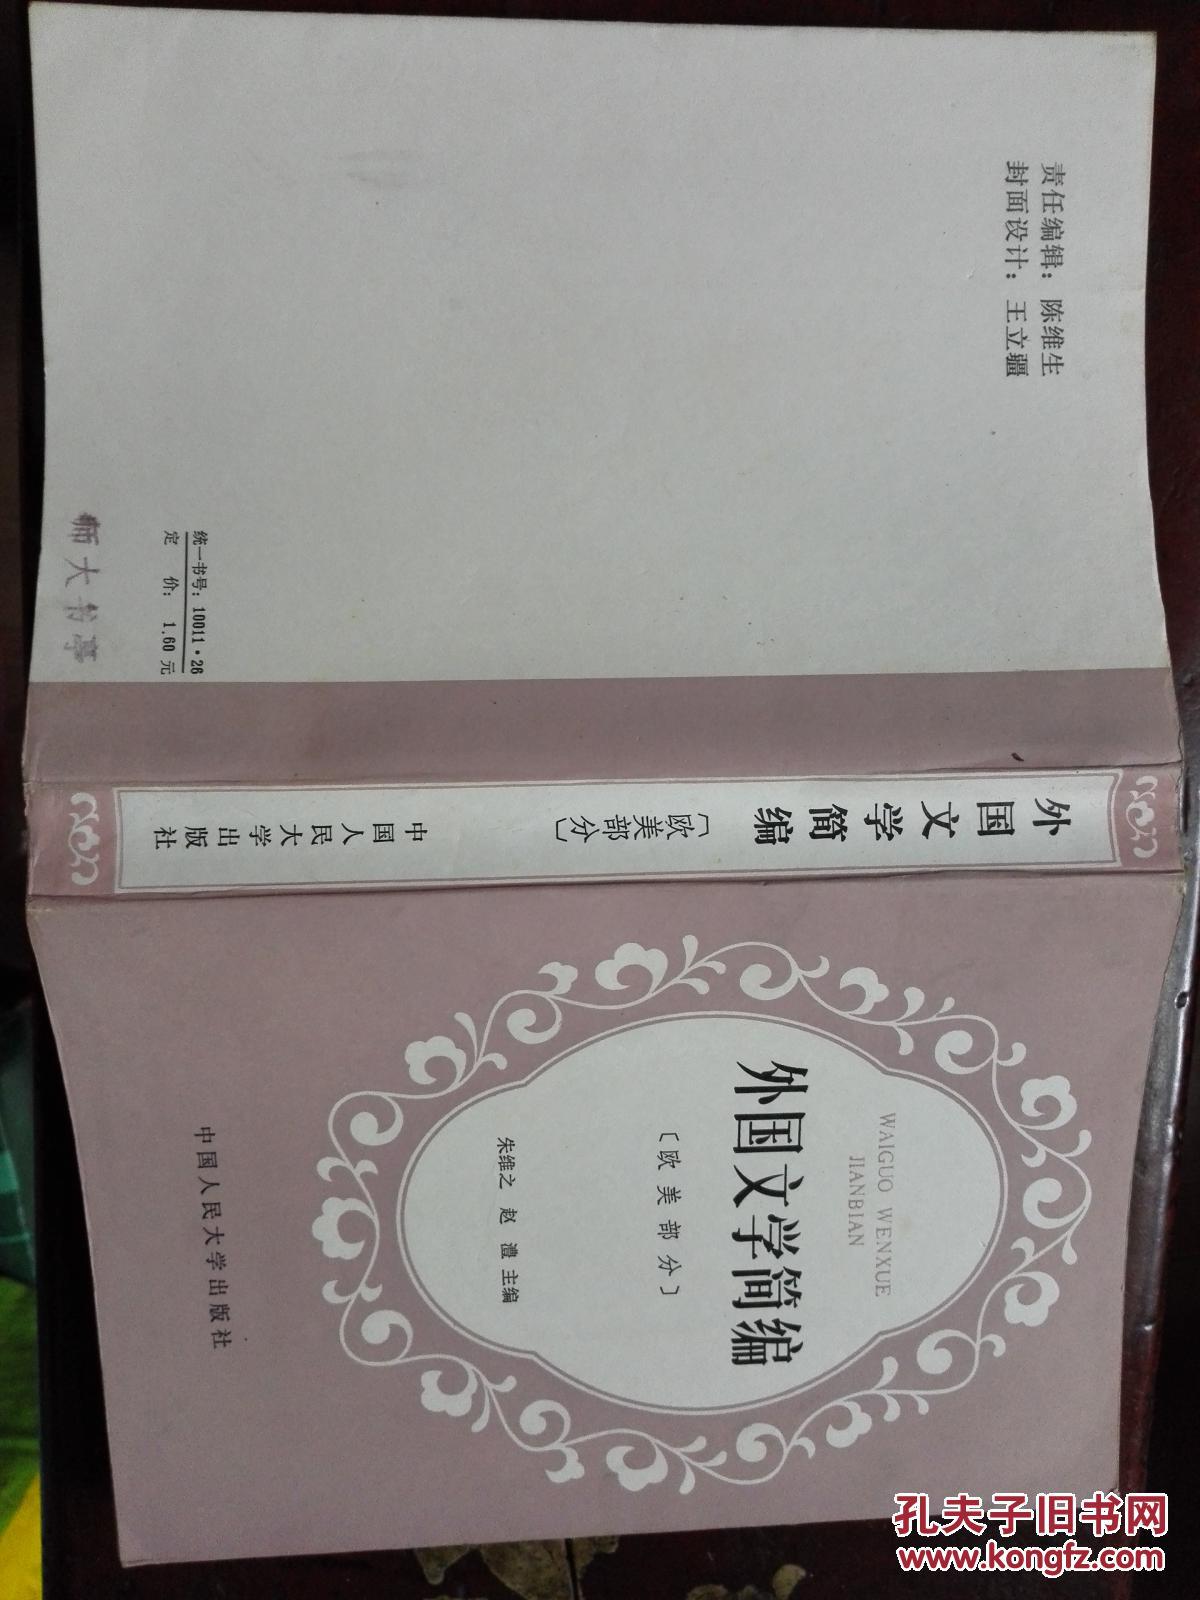 责任编辑：陈维生
封面设计：王立疆
统一书号：10011·26
定价：1.60元
师大书亭
外国文学简编
〔欧美部分〕
中国人民大学出版社
WAIGUO WENXUE
JIANBIAN
外国文学简编
〔欧美部分〕
朱维之 赵澧 主编
中国人民大学出版社
孔夫子旧书网
www.kongfz.com